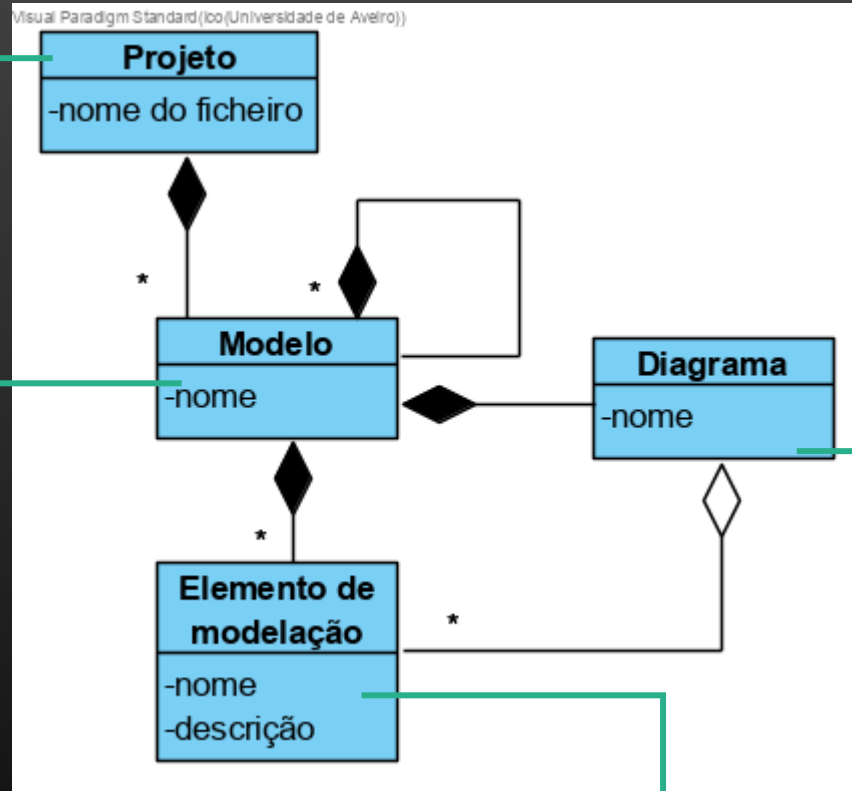 Visual Paradigm Standard(ico(Universidade de Aveiro))
Projeto
-nome do ficheiro
*
*
Modelo
-nome
Diagrama
-nome
*
*
Elemento de
modelação
-nome
-descrição